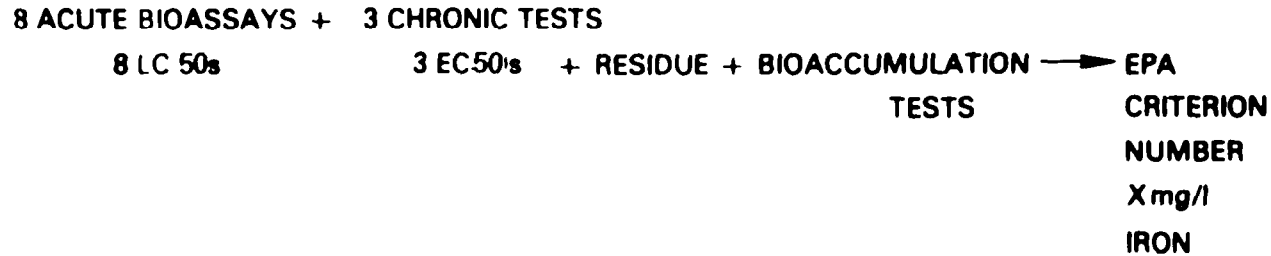 8 ACUTE BIOASSAYS + 3 CHRONIC TESTS
8 LC 50s 3 EC50's + RESIDUE + BIOACCUMULATION → EPA
TESTS CRITERION
NUMBER
X mg/l
IRON